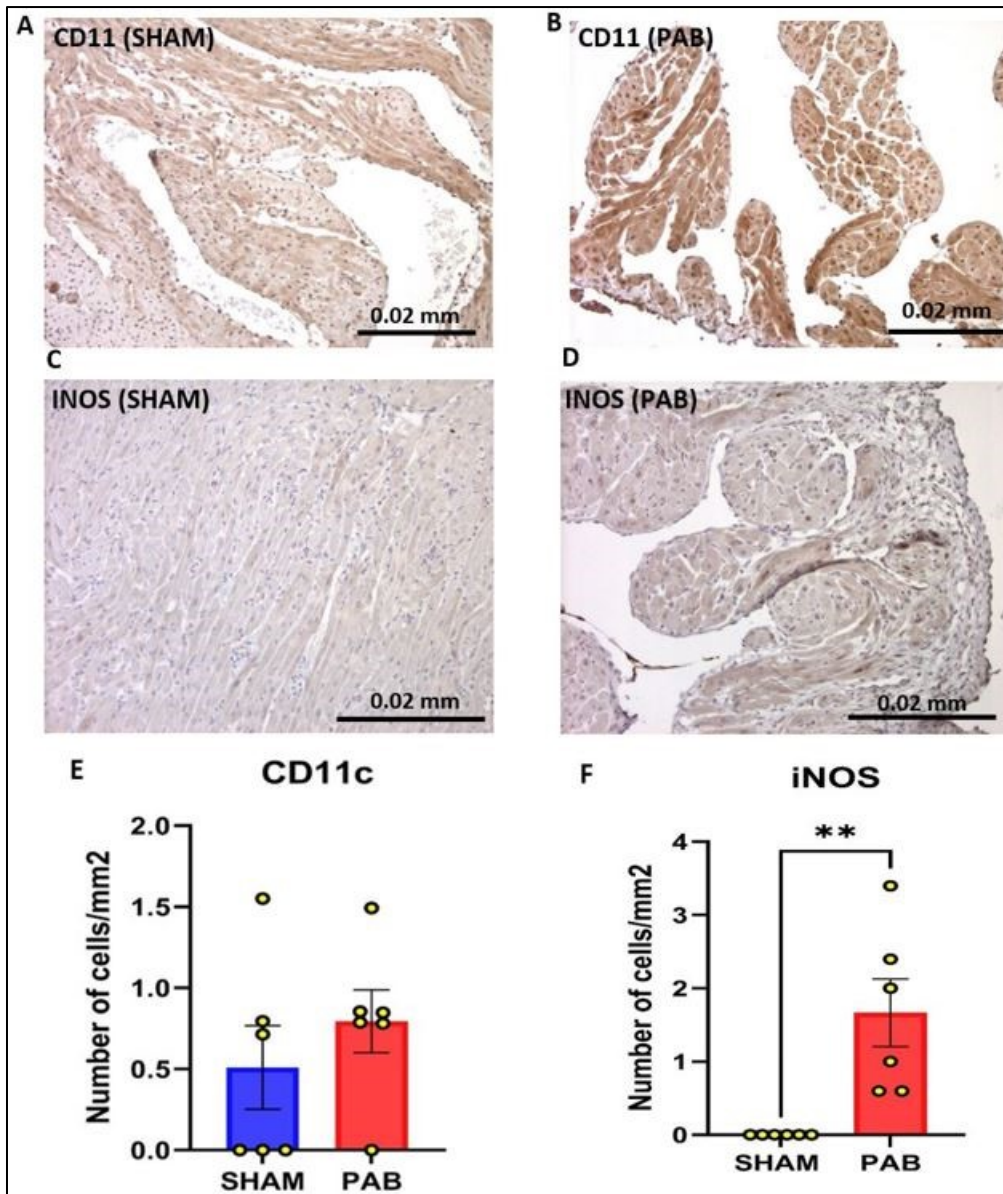 A
CD11 (SHAM)
0.02 mm
B
CD11 (PAB)
0.02 mm
C
INOS (SHAM)
0.02 mm
D
INOS (PAB)
0.02 mm
E
CD11c
Number of cells/mm2
2.0
1.5
1.0
0.5
0.0
SHAM PAB
F
iNOS
**
Number of cells/mm2
4
3
2
1
0
SHAM PAB